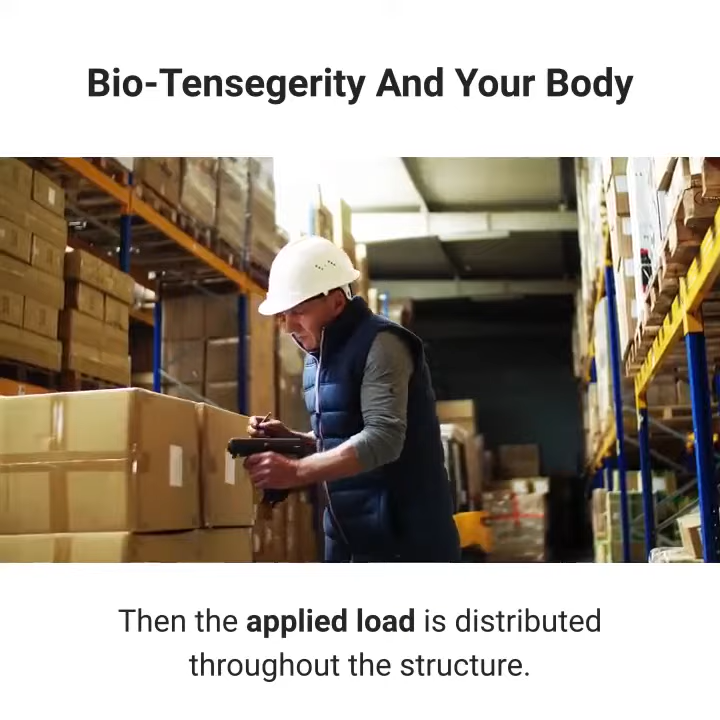 Bio-Tensegerity And Your Body
Then the applied load is distributed
throughout the structure.